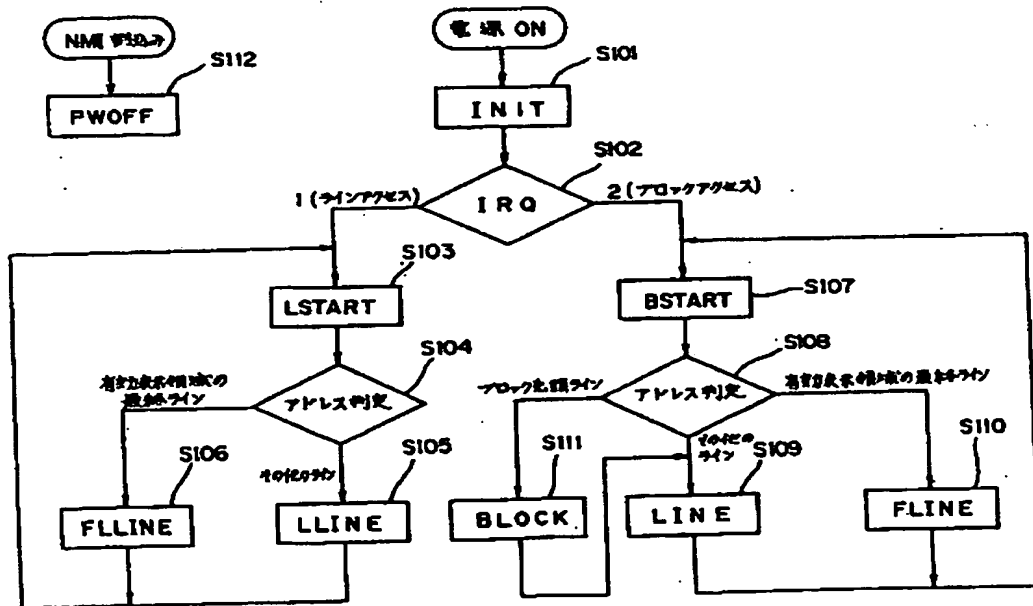 NMI割込み
S112
PWOFF
電源ON
S101
INIT
S102
IRQ
1(ラインアクセス)
2(ブロックアクセス)
S103
LSTART
S107
BSTART
S104
アドレス判定
有効表示領域の
最終ライン
S108
アドレス判定
ブロック先頭ライン
有効表示領域の最終ライン
その他の
ライン
S106
FLLINE
その他のライン
S105
LLINE
S111
BLOCK
S109
LINE
S110
FLINE